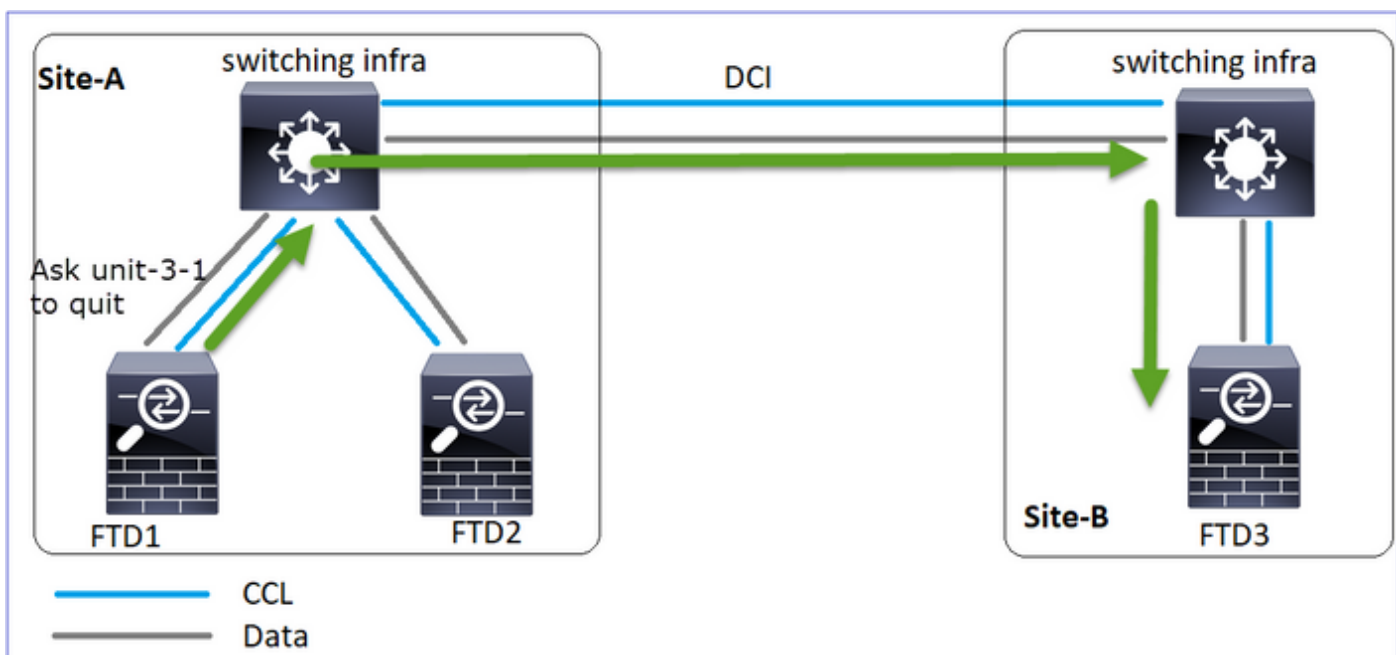 Site-A
switching infra
DCI
switching infra
Ask unit-3-1
to quit
FTD1
FTD2
Site-B
FTD3
CCL
Data